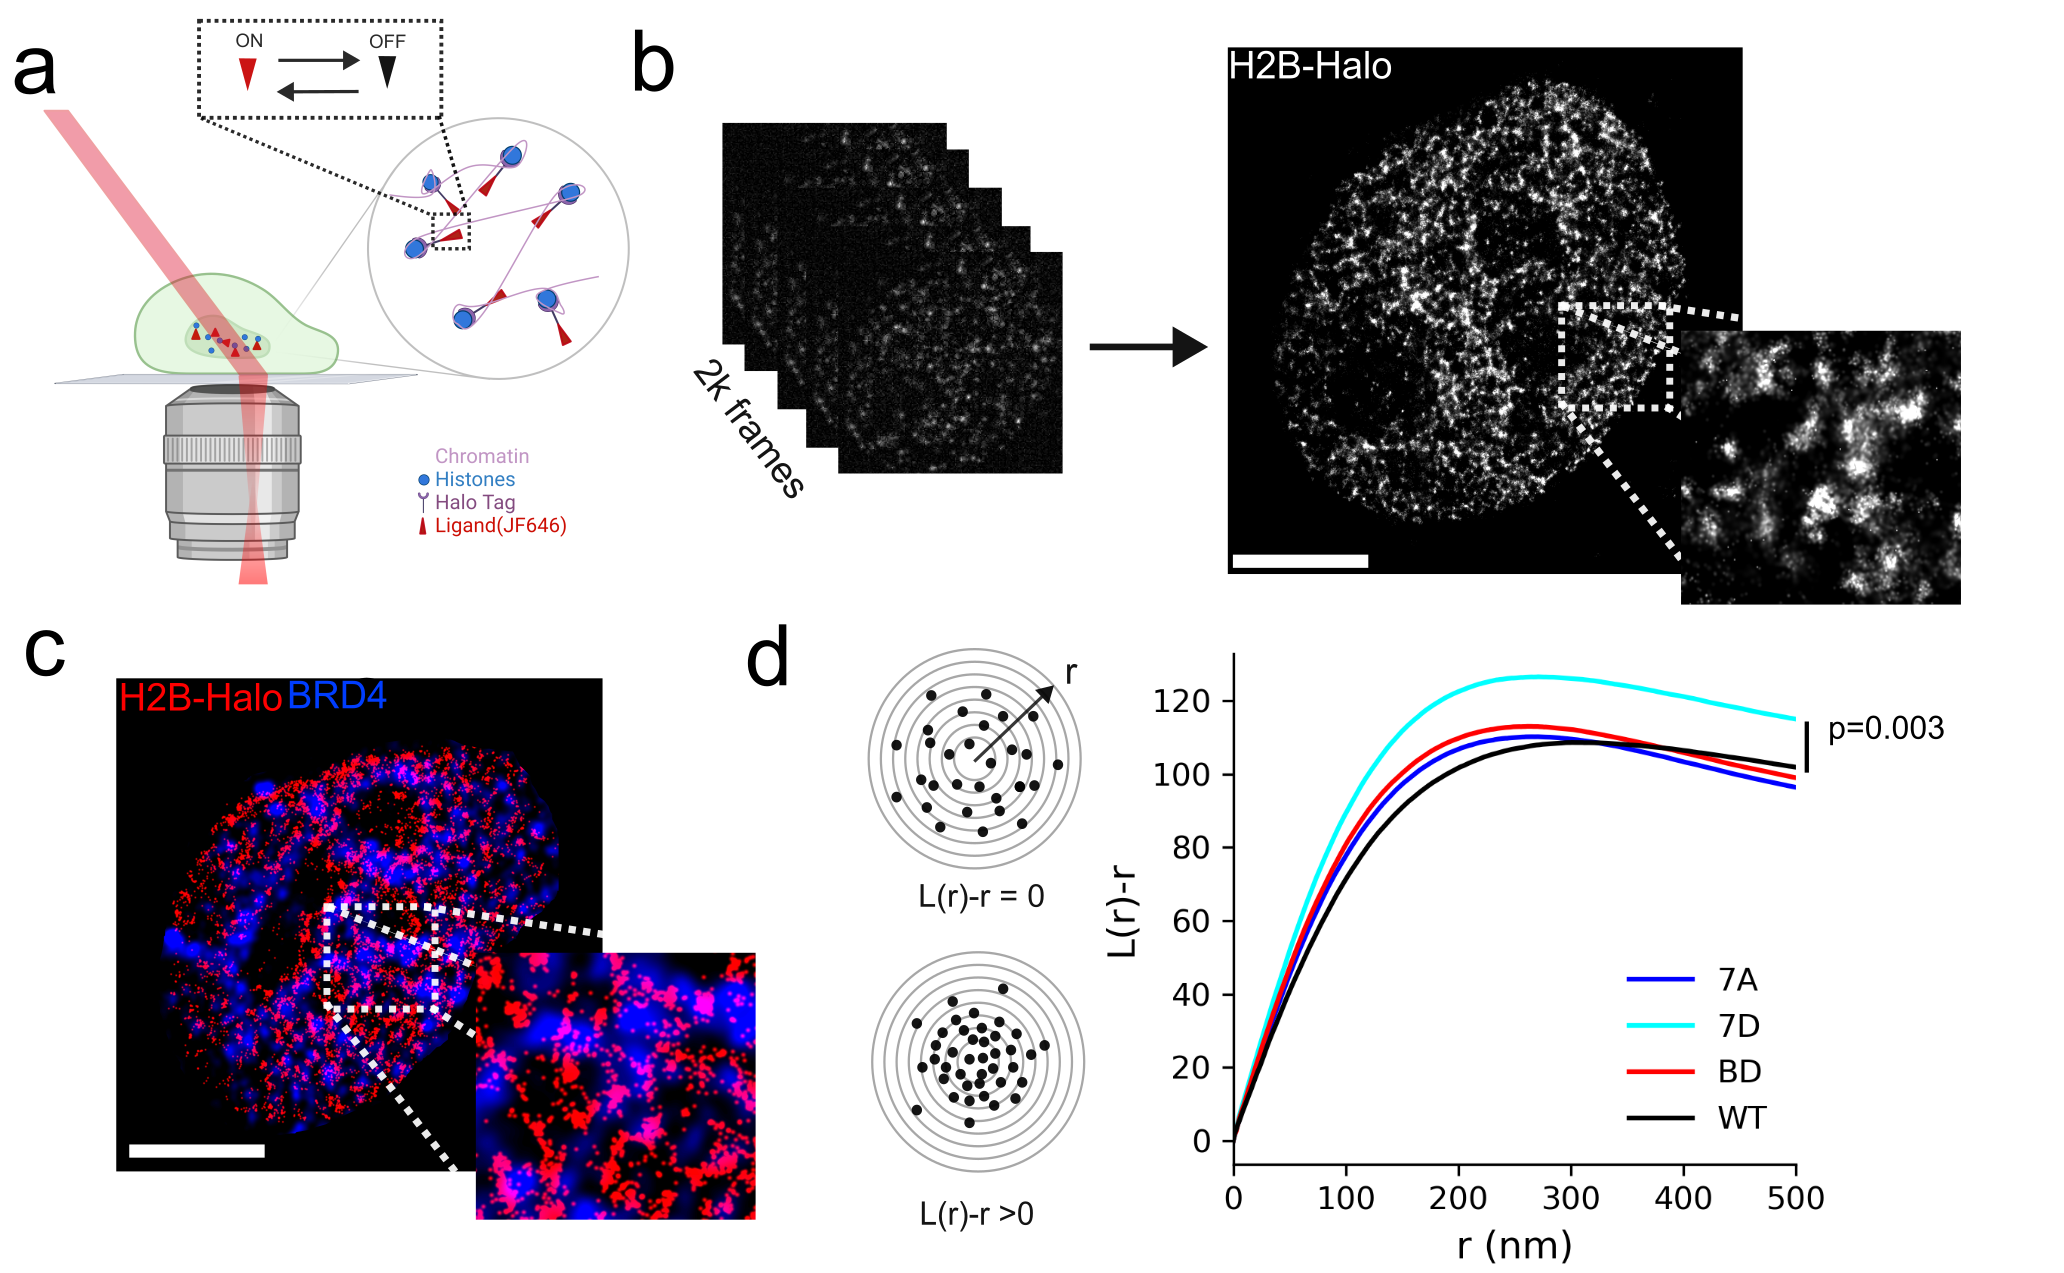 a
ON
OFF
Chromatin
Histones
Halo Tag
Ligand(JF646)
b
2k frames
H2B-Halo
c
H2B-Halo BRD4
d
r
L(r)-r = 0
L(r)-r >0
L(r)-r
120
100
80
60
40
20
0
p=0.003
7A
7D
BD
WT
0 100 200 300 400 500
r (nm)